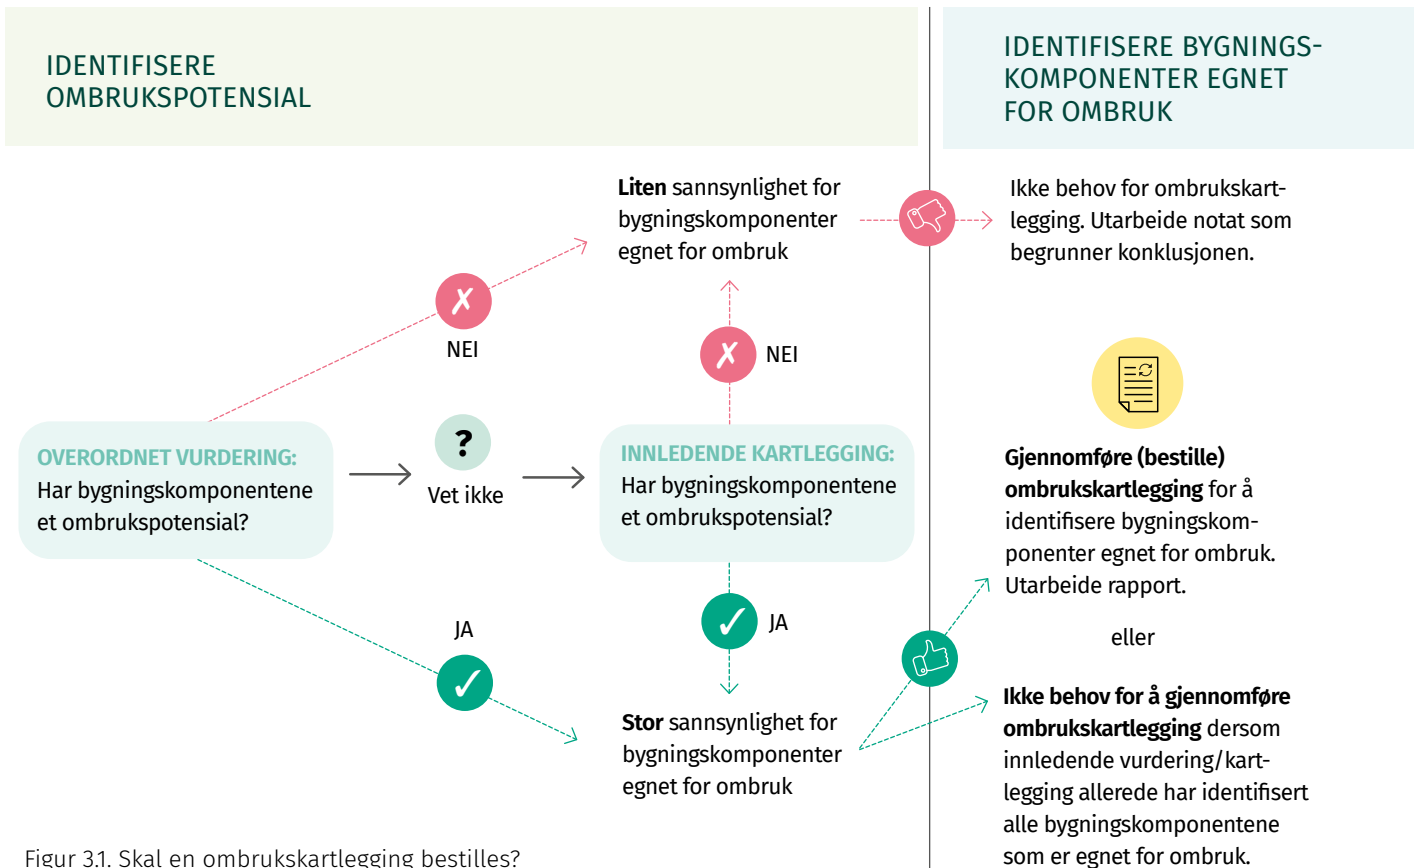 IDENTIFISERE
OMBRUKSPOTENSIAL
IDENTIFISERE BYGNINGS-
KOMPONENTER EGNET
FOR OMBRUK
Liten sannsynlighet for
bygningskomponenter
egnet for ombruk
Ikke behov for ombrukskart-
legging. Utarbeide notat som
begrunner konklusjonen.
NEI
NEI
OVERORDNET VURDERING:
Har bygningskomponentene
et ombrukspotensial?
?
Vet ikke
INNLEDENDE KARTLEGGING:
Har bygningskomponentene
et ombrukspotensial?
Gjennomføre (bestille)
ombrukskartlegging for å
identifisere bygningskom-
ponenter egnet for ombruk.
Utarbeide rapport.
JA
JA
eller
Stor sannsynlighet for
bygningskomponenter
egnet for ombruk
Ikke behov for å gjennomføre
ombrukskartlegging dersom
innledende vurdering/kart-
legging allerede har identifisert
alle bygningskomponentene
som er egnet for ombruk.
Figur 3.1. Skal en ombrukskartlegging bestilles?